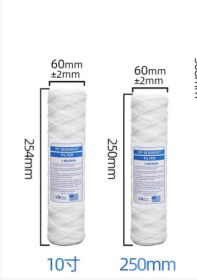 60mm
±2mm
254mm
PP SEDIMENT
FILTER
10寸
60mm
±2mm
250mm
PP SEDIMENT
FILTER
250mm